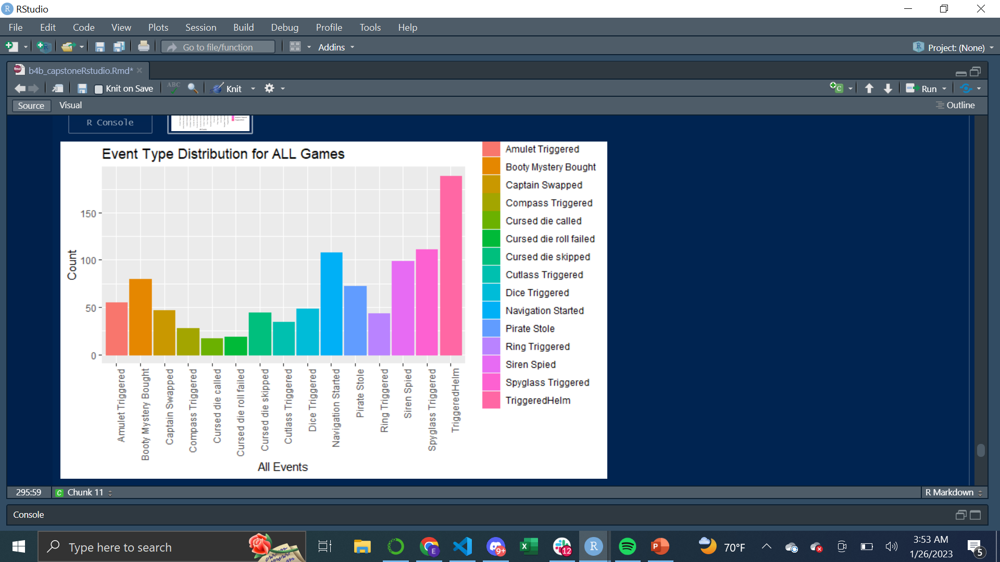 RStudio
File Edit Code View Plots Session Build Debug Profile Tools Help
Go to file/function Addins Project: (None)
b4b_capstoneRstudio.Rmd*
Knit on Save ABC Knit Run
Source Visual Outline
R Console
Event Type Distribution for ALL Games
Count
150
100
50
0
Amulet Triggered
Booty Mystery Bought
Captain Swapped
Compass Triggered
Cursed die called
Cursed die roll failed
Cursed die skipped
Cutlass Triggered
Dice Triggered
Navigation Started
Pirate Stole
Ring Triggered
Siren Spied
Spyglass Triggered
TriggeredHelm
All Events
Amulet Triggered
Booty Mystery Bought
Captain Swapped
Compass Triggered
Cursed die called
Cursed die roll failed
Cursed die skipped
Cutlass Triggered
Dice Triggered
Navigation Started
Pirate Stole
Ring Triggered
Siren Spied
Spyglass Triggered
TriggeredHelm
295:59 C Chunk 11 R Markdown
Console
Type here to search
E
9+
12
R
P
70°F
3:53 AM
1/26/2023
5